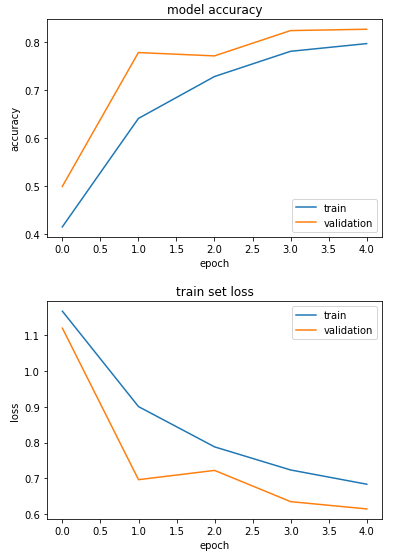 model accuracy
0.8
0.7
0.6
0.5
0.4
accuracy
train
validation
0.0 0.5 1.0 1.5 2.0 2.5 3.0 3.5 4.0
epoch
train set loss
1.1
1.0
0.9
0.8
0.7
0.6
loss
train
validation
0.0 0.5 1.0 1.5 2.0 2.5 3.0 3.5 4.0
epoch